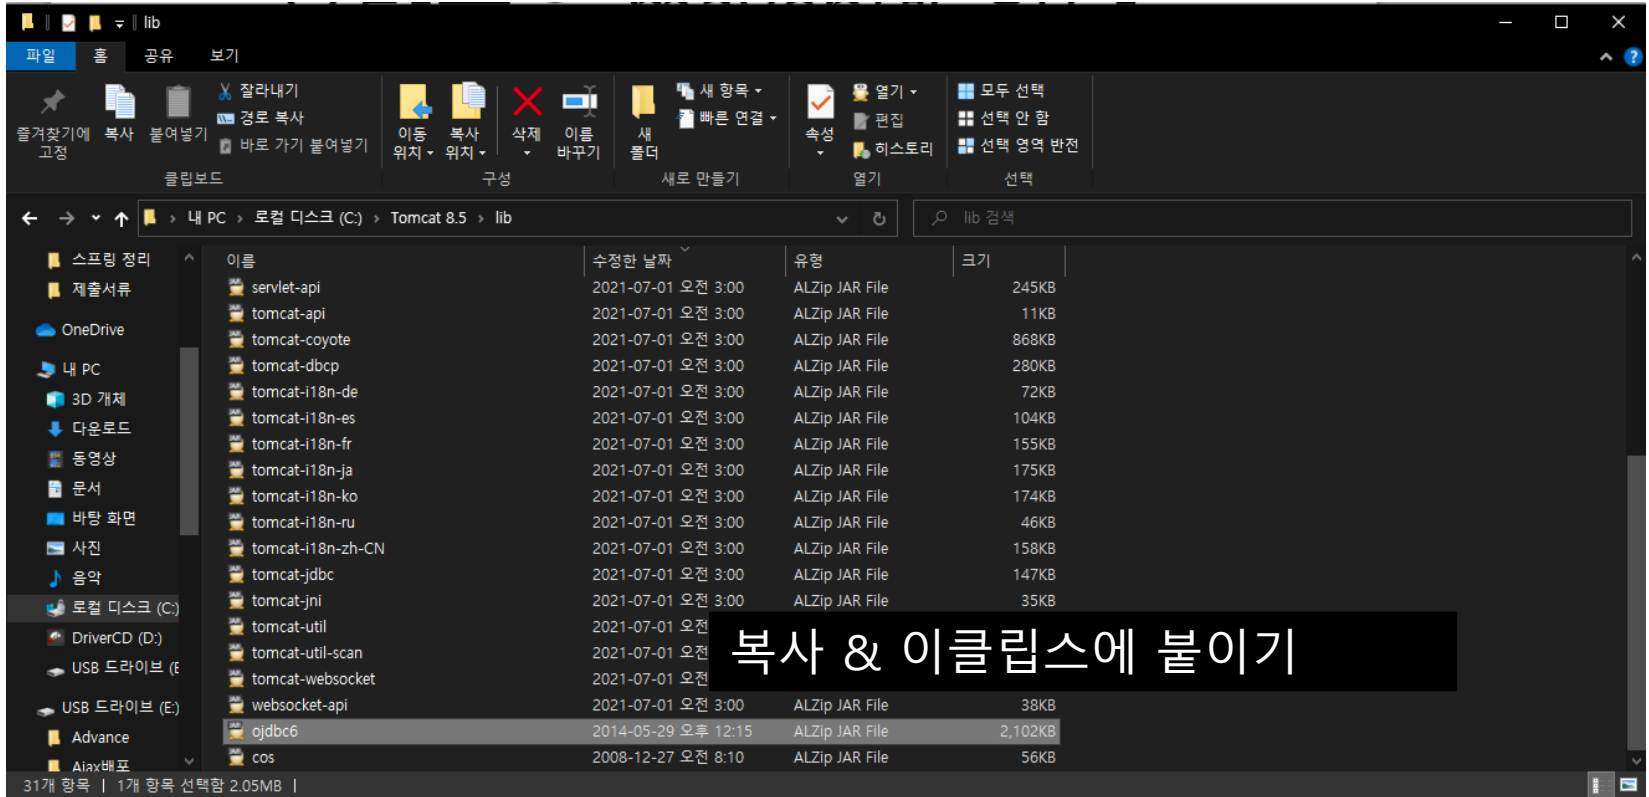 lib
파일 홈 공유 보기
즐겨찾기에 고정
복사
붙여넣기
잘라내기
경로 복사
바로 가기 붙여넣기
클립보드
이동 위치
복사 위치
삭제
이름 바꾸기
구성
새 폴더
새 항목
빠른 연결
새로 만들기
속성
열기
편집
히스토리
열기
모두 선택
선택 안 함
선택 영역 반전
선택
내 PC > 로컬 디스크 (C:) > Tomcat 8.5 > lib
lib 검색
스프링 정리
제출서류
OneDrive
내 PC
3D 개체
다운로드
동영상
문서
바탕 화면
사진
음악
로컬 디스크 (C:)
DriverCD (D:)
USB 드라이브 (E
USB 드라이브 (E:)
Advance
Ajax배포
이름 수정한 날짜 유형 크기
servlet-api 2021-07-01 오전 3:00 ALZip JAR File 245KB
tomcat-api 2021-07-01 오전 3:00 ALZip JAR File 11KB
tomcat-coyote 2021-07-01 오전 3:00 ALZip JAR File 868KB
tomcat-dbcp 2021-07-01 오전 3:00 ALZip JAR File 280KB
tomcat-i18n-de 2021-07-01 오전 3:00 ALZip JAR File 72KB
tomcat-i18n-es 2021-07-01 오전 3:00 ALZip JAR File 104KB
tomcat-i18n-fr 2021-07-01 오전 3:00 ALZip JAR File 155KB
tomcat-i18n-ja 2021-07-01 오전 3:00 ALZip JAR File 175KB
tomcat-i18n-ko 2021-07-01 오전 3:00 ALZip JAR File 174KB
tomcat-i18n-ru 2021-07-01 오전 3:00 ALZip JAR File 46KB
tomcat-i18n-zh-CN 2021-07-01 오전 3:00 ALZip JAR File 158KB
tomcat-jdbc 2021-07-01 오전 3:00 ALZip JAR File 147KB
tomcat-jni 2021-07-01 오전 3:00 ALZip JAR File 35KB
tomcat-util 2021-07-01 오전
tomcat-util-scan 2021-07-01 오전
tomcat-websocket 2021-07-01 오전
복사 & 이클립스에 붙이기
websocket-api 2021-07-01 오전 3:00 ALZip JAR File 38KB
ojdbc6 2014-05-29 오후 12:15 ALZip JAR File 2,102KB
cos 2008-12-27 오전 8:10 ALZip JAR File 56KB
31개 항목 | 1개 항목 선택함 2.05MB |